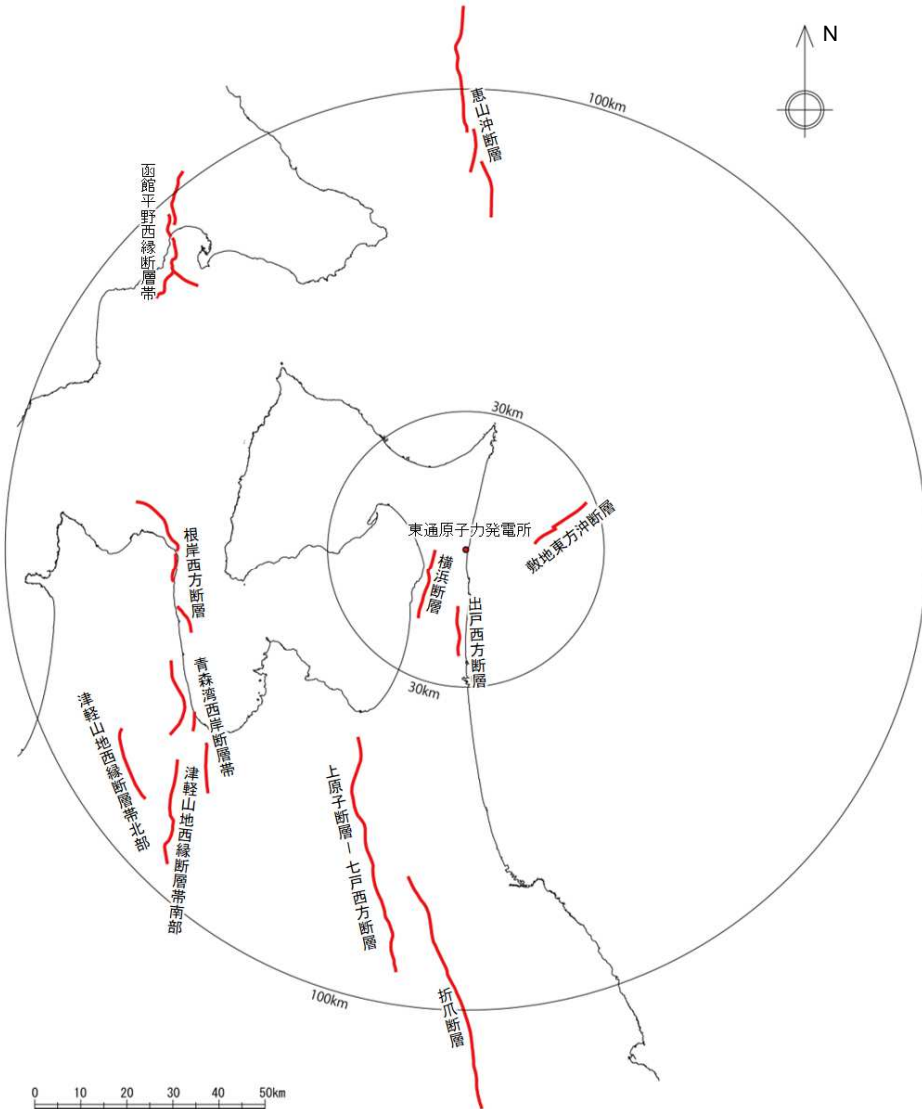 N
100km
恵山沖断層
函館平野西縁断層帯
30km
東通原子力発電所
敷地東方沖断層
横浜断層
出戸西方断層
根岸西方断層
30km
青森湾西岸断層帯
津軽山地西縁断層帯北部
津軽山地西縁断層帯南部
上原子断層ー七戸西方断層
折爪断層
100km
0 10 20 30 40 50km